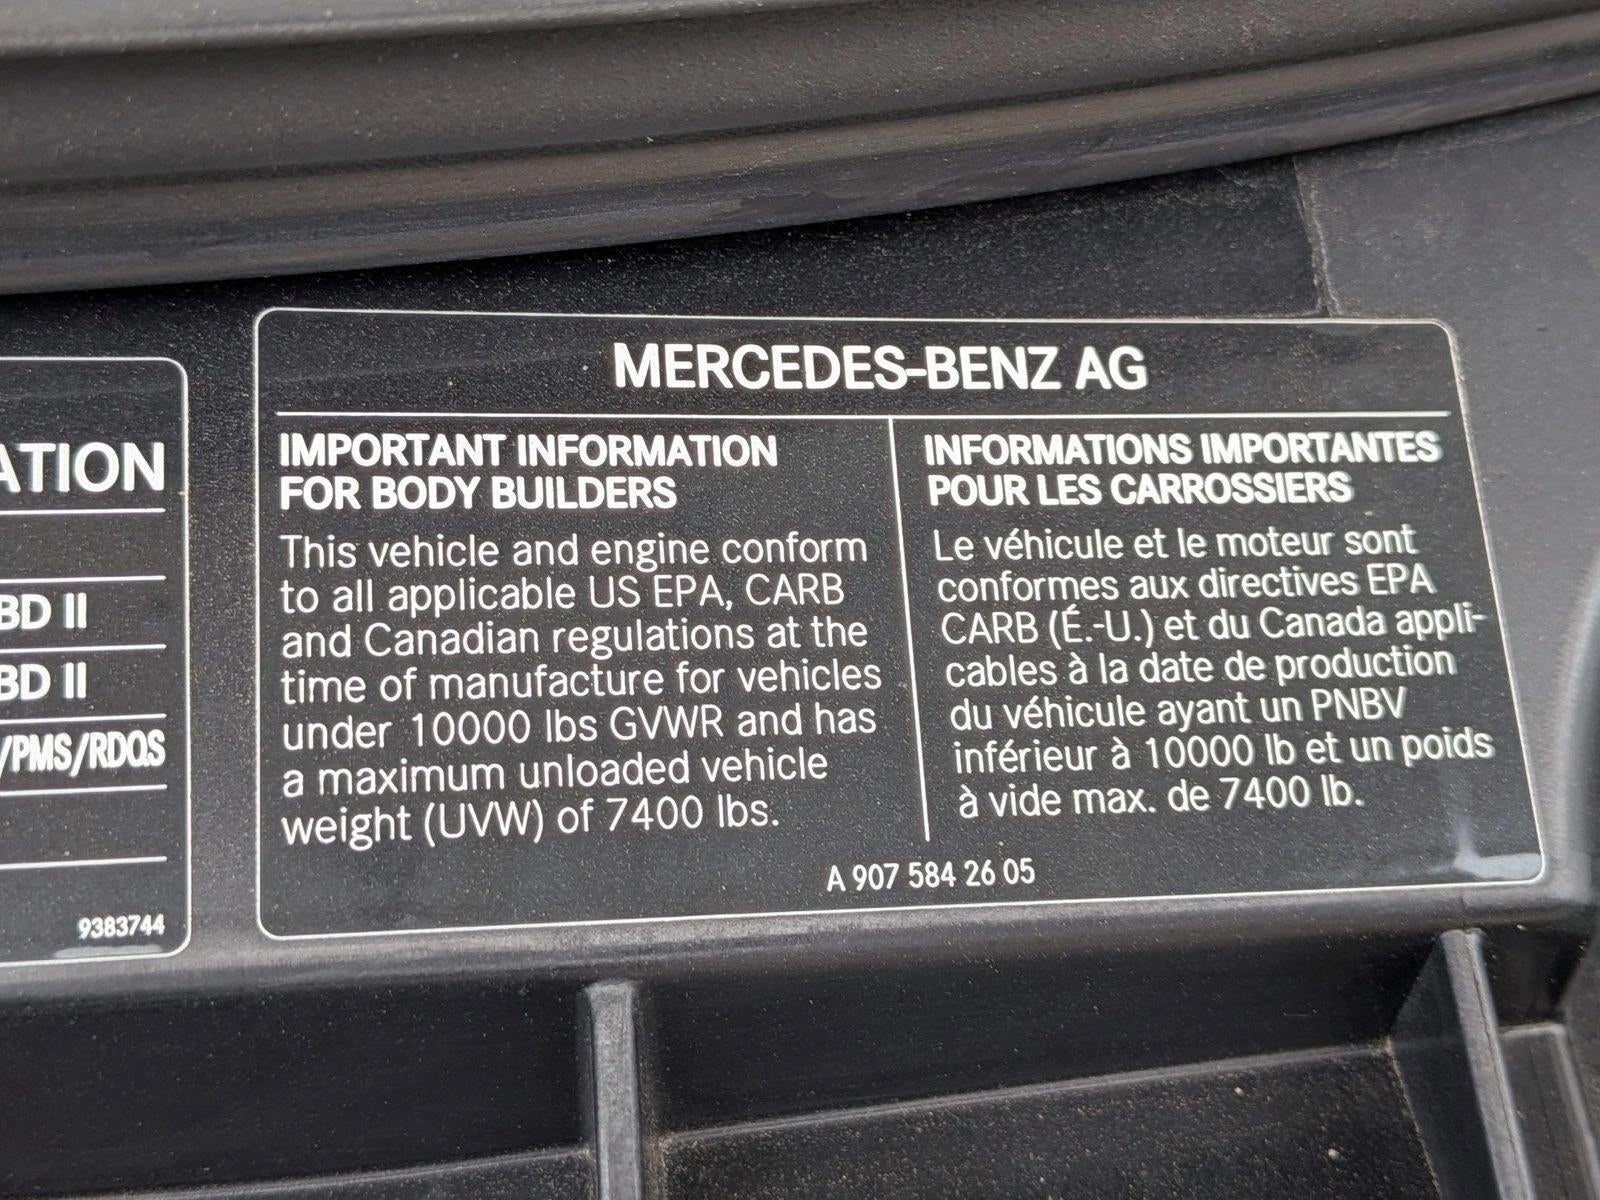 ATION
BD II
BD II
/PMS/RDQS
9383744
MERCEDES-BENZ AG
IMPORTANT INFORMATION
FOR BODY BUILDERS
This vehicle and engine conform
to all applicable US EPA, CARB
and Canadian regulations at the
time of manufacture for vehicles
under 10000 lbs GVWR and has
a maximum unloaded vehicle
weight (UVW) of 7400 lbs.
INFORMATIONS IMPORTANTES
POUR LES CARROSSIERS
Le véhicule et le moteur sont
conformes aux directives EPA
CARB (É.-U.) et du Canada appli-
cables à la date de production
du véhicule ayant un PNBV
inférieur à 10000 lb et un poids
à vide max. de 7400 lb.
A 907 584 26 05